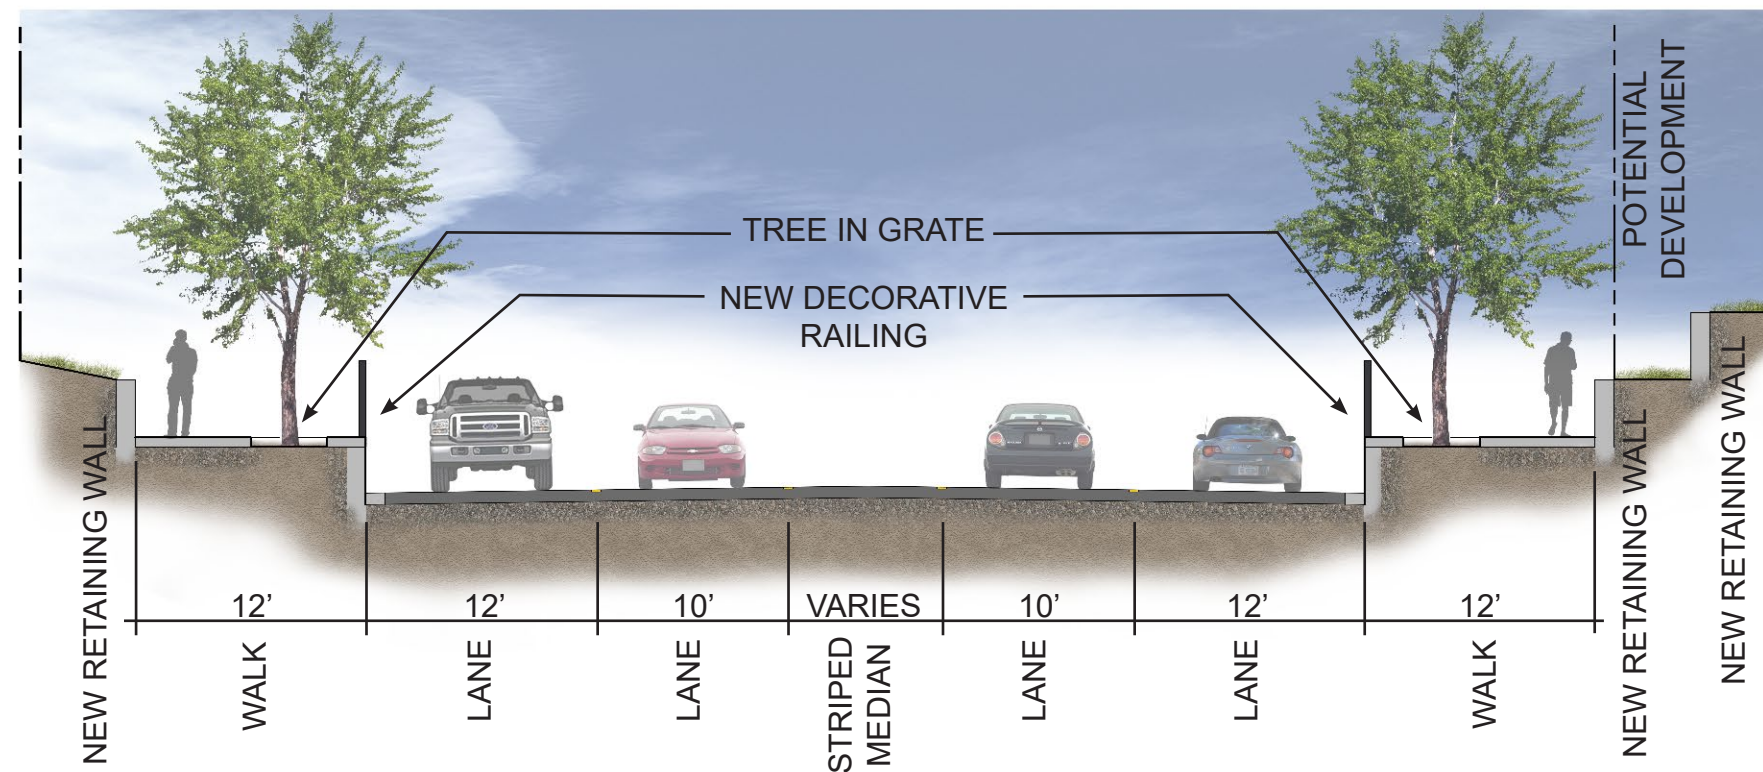 POTENTIAL
DEVELOPMENT
TREE IN GRATE
NEW DECORATIVE
RAILING
12’
12’
10’
VARIES
10’
12’
12’
NEW RETAINING WALL
WALK
LANE
LANE
STRIPED
MEDIAN
LANE
LANE
WALK
NEW RETAINING WALL
NEW RETAINING WALL